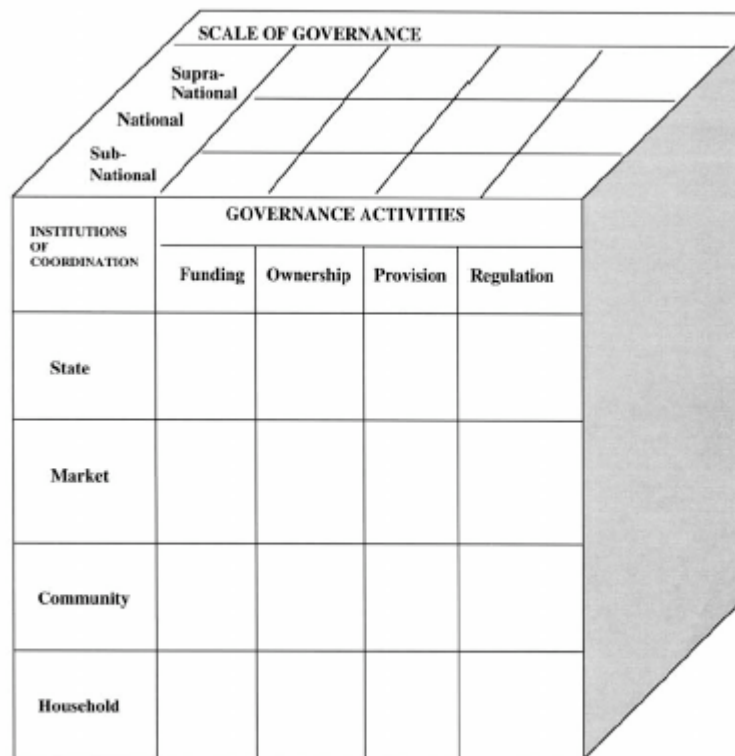 SCALE OF GOVERNANCE
Supra-
National
National
Sub-
National
INSTITUTIONS
OF
COORDINATION
GOVERNANCE ACTIVITIES
Funding Ownership Provision Regulation
State
Market
Community
Household